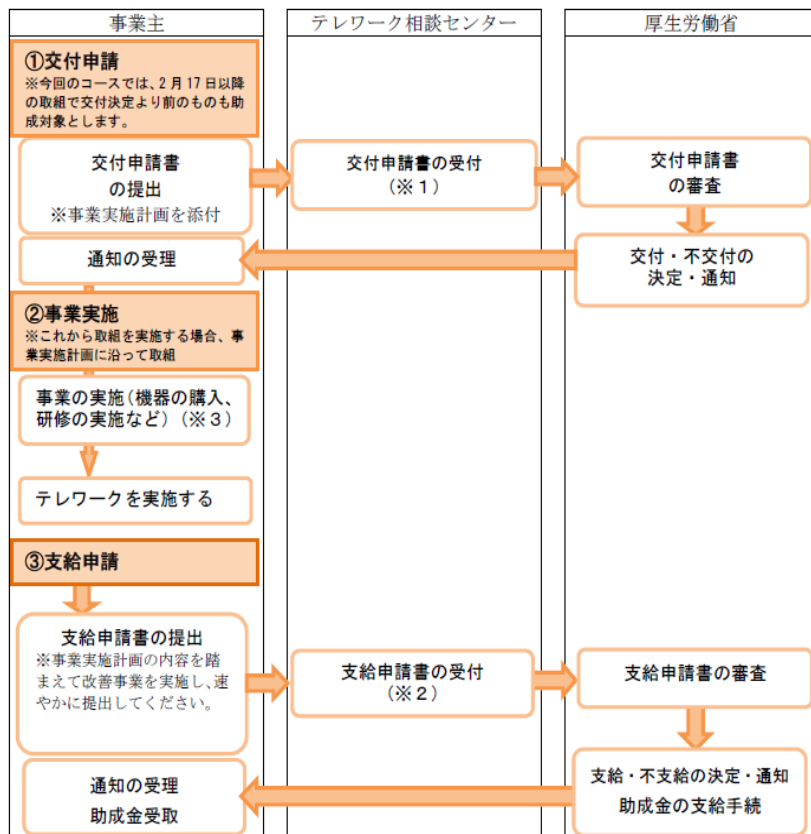 事業主
テレワーク相談センター
厚生労働省
①交付申請
※今回のコースでは、2月17日以降
の取組で交付決定より前のものも助
成対象とします。
交付申請書
の提出
※事業実施計画を添付
交付申請書の受付
(※1)
交付申請書
の審査
通知の受理
交付・不交付の
決定・通知
②事業実施
※これから取組を実施する場合、事
業実施計画に沿って取組
事業の実施(機器の購入、
研修の実施など)(※3)
テレワークを実施する
③支給申請
支給申請書の提出
※事業実施計画の内容を踏
まえて改善事業を実施し、速
やかに提出してください。
支給申請書の受付
(※2)
支給申請書の審査
通知の受理
助成金受取
支給・不支給の決定・通知
助成金の支給手続